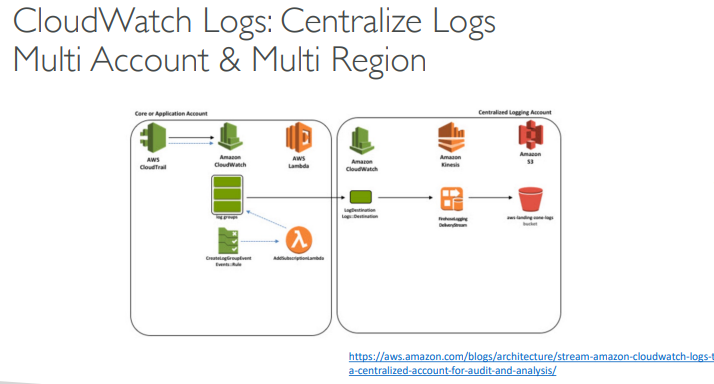 CloudWatch Logs: Centralize Logs
Multi Account & Multi Region
Core or Application Account
Centralized Logging Account
AWS
CloudTrail
Amazon
CloudWatch
AWS
Lambda
Amazon
CloudWatch
Amazon
Kinesis
Amazon
S3
log groups
LogDestination
Logs::Destination
FirehoseLogging
DeliveryStream
aws-landing-zone-logs
bucket
CreateLogGroupEvent
Events::Rule
AddSubscriptionLambda
https://aws.amazon.com/blogs/architecture/stream-amazon-cloudwatch-logs-t
a-centralized-account-for-audit-and-analysis/